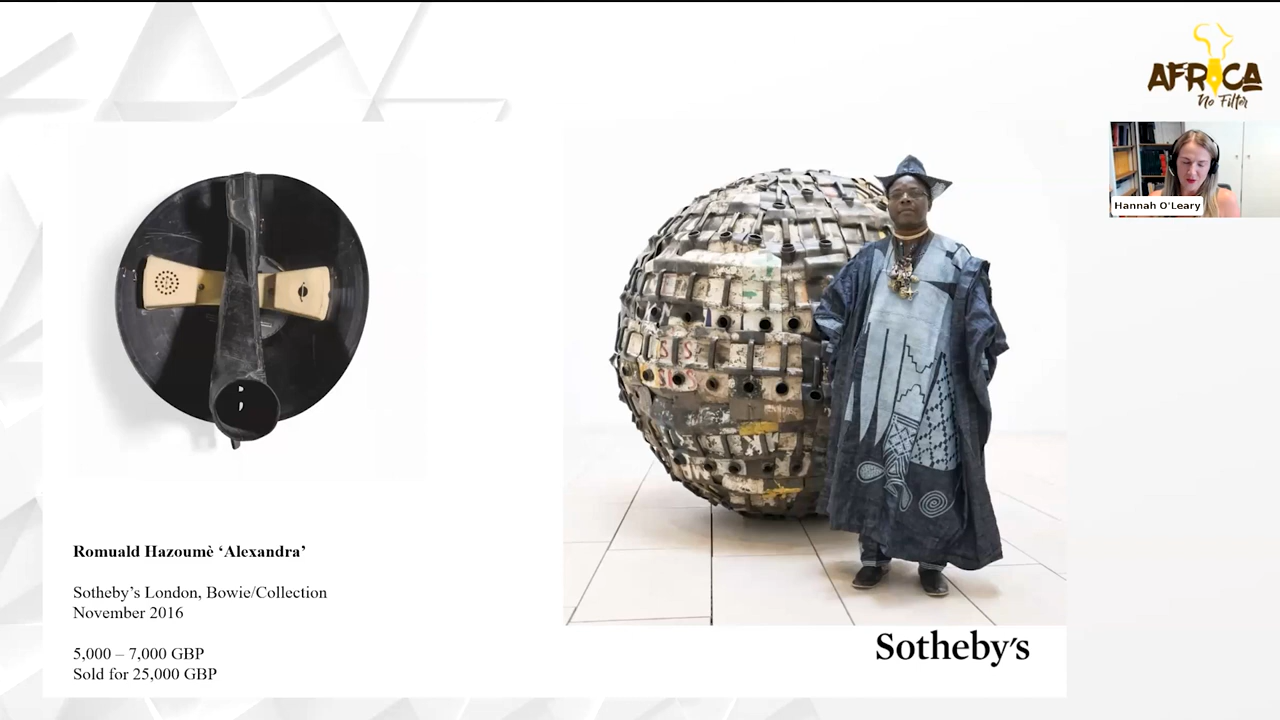 AFRICA
No Filter
Hannah O'Leary
S S
S S
Romuald Hazoumè ‘Alexandra’
Sotheby’s London, Bowie/Collection
November 2016
5,000 – 7,000 GBP
Sold for 25,000 GBP
Sotheby's